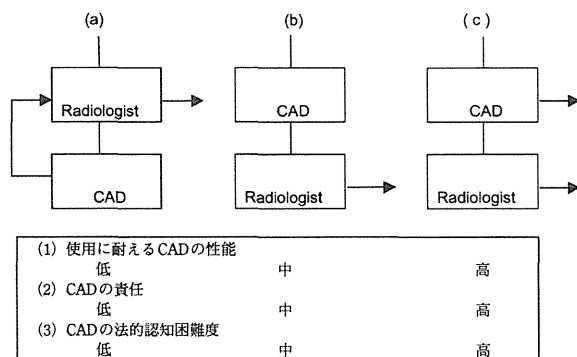 (a) (b) (c)
Radiologist CAD CAD
CAD Radiologist Radiologist
(1) 使用に耐えるCADの性能
低 中 高
(2) CADの責任
低 中 高
(3) CADの法的認知困難度
低 中 高